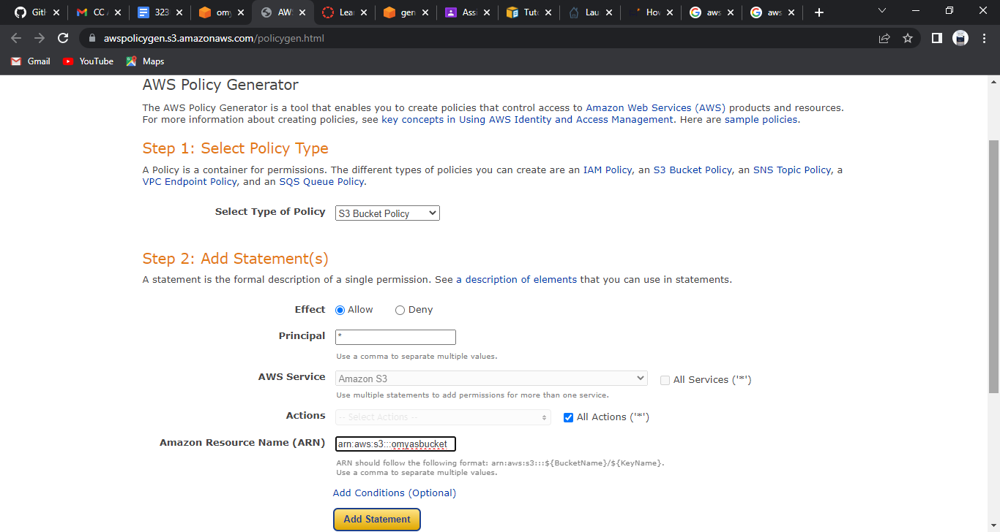 GitH CC A 323 omy AWS Lea gen Assi Tuto Lau How aws aws
awspolicygen.s3.amazonaws.com/policygen.html
Gmail YouTube Maps
AWS Policy Generator
The AWS Policy Generator is a tool that enables you to create policies that control access to Amazon Web Services (AWS) products and resources.
For more information about creating policies, see key concepts in Using AWS Identity and Access Management. Here are sample policies.
Step 1: Select Policy Type
A Policy is a container for permissions. The different types of policies you can create are an IAM Policy, an S3 Bucket Policy, an SNS Topic Policy, a
VPC Endpoint Policy, and an SQS Queue Policy.
Select Type of Policy S3 Bucket Policy
Step 2: Add Statement(s)
A statement is the formal description of a single permission. See a description of elements that you can use in statements.
Effect Allow Deny
Principal *
Use a comma to separate multiple values.
AWS Service Amazon S3 All Services ('*')
Use multiple statements to add permissions for more than one service.
Actions -- Select Actions -- All Actions ('*')
Amazon Resource Name (ARN) arn:aws:s3:::omyasbucket
ARN should follow the following format: arn:aws:s3:::${BucketName}/${KeyName}.
Use a comma to separate multiple values.
Add Conditions (Optional)
Add Statement